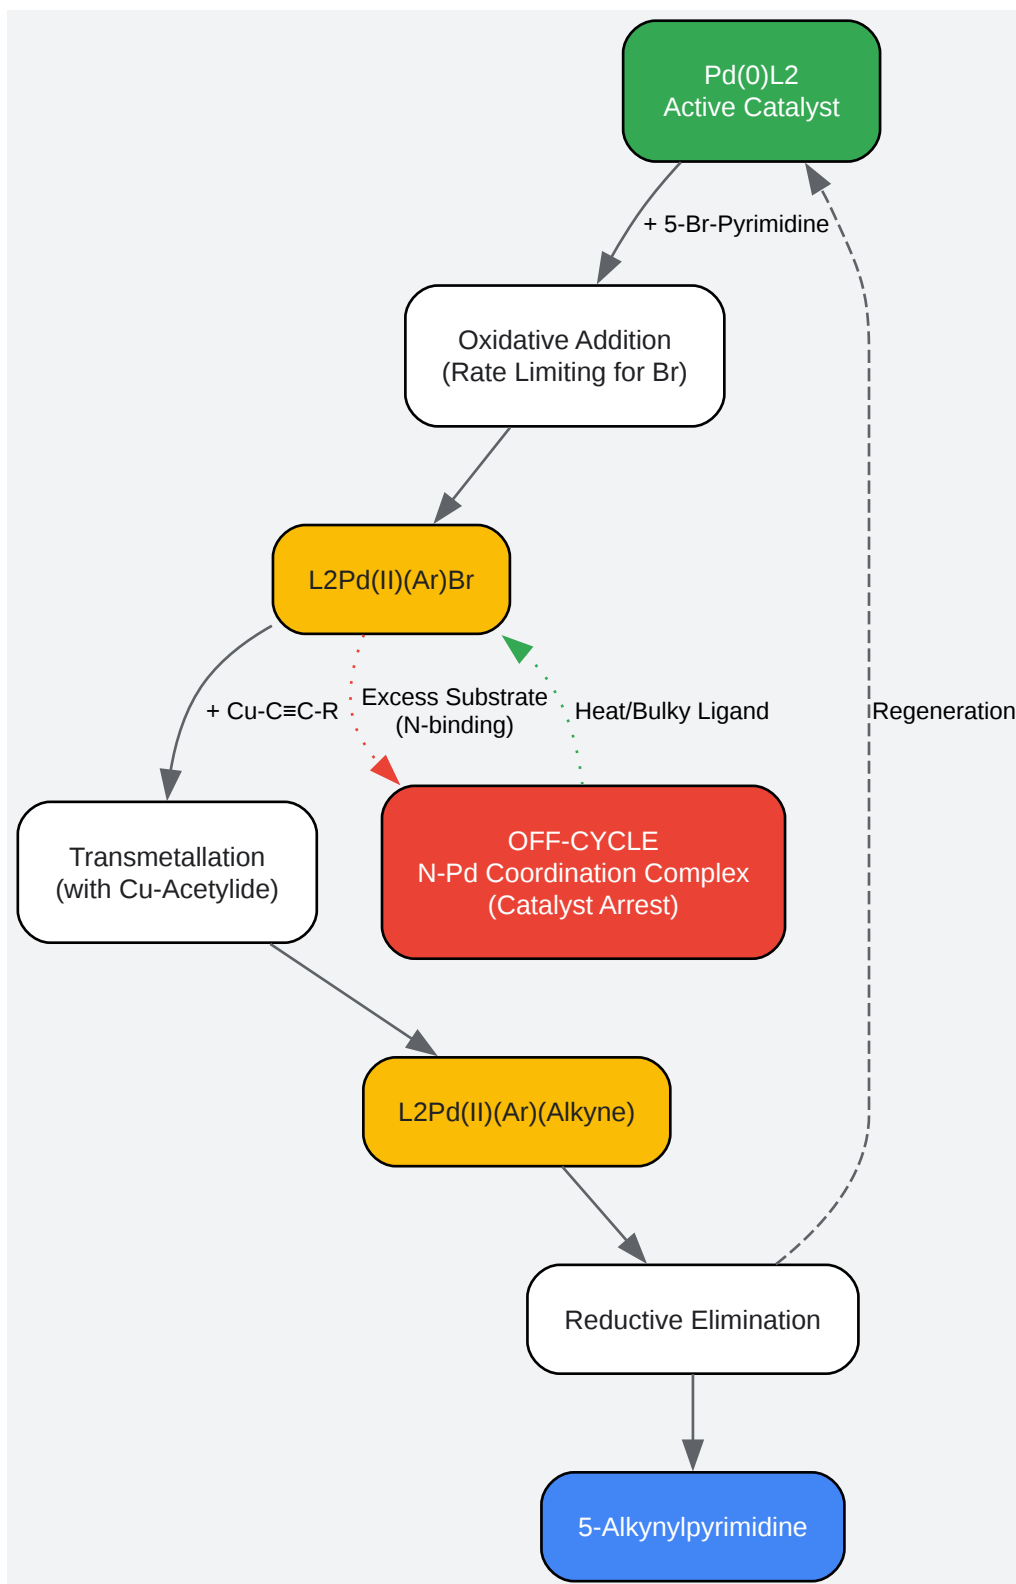 Pd(0)L2
Active Catalyst
+ 5-Br-Pyrimidine
Oxidative Addition
(Rate Limiting for Br)
L2Pd(II)(Ar)Br
+ Cu-C≡C-R
Excess Substrate
(N-binding)
Heat/Bulky Ligand
Regeneration
Transmetallation
(with Cu-Acetylide)
OFF-CYCLE
N-Pd Coordination Complex
(Catalyst Arrest)
L2Pd(II)(Ar)(Alkyne)
Reductive Elimination
5-Alkynylpyrimidine